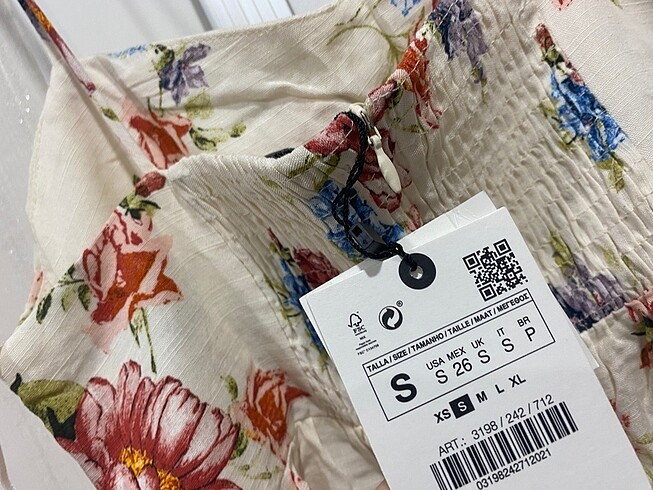 FSC
MIX
®
TALLA / SIZE / TAMANHO / TAILLE / MAAT / ΜΕΓΕΘΟΣ
S
USA MEX UK IT BR
S 26 S S P
XS S M L XL
ART.: 3198 / 242 / 712
03198242712021